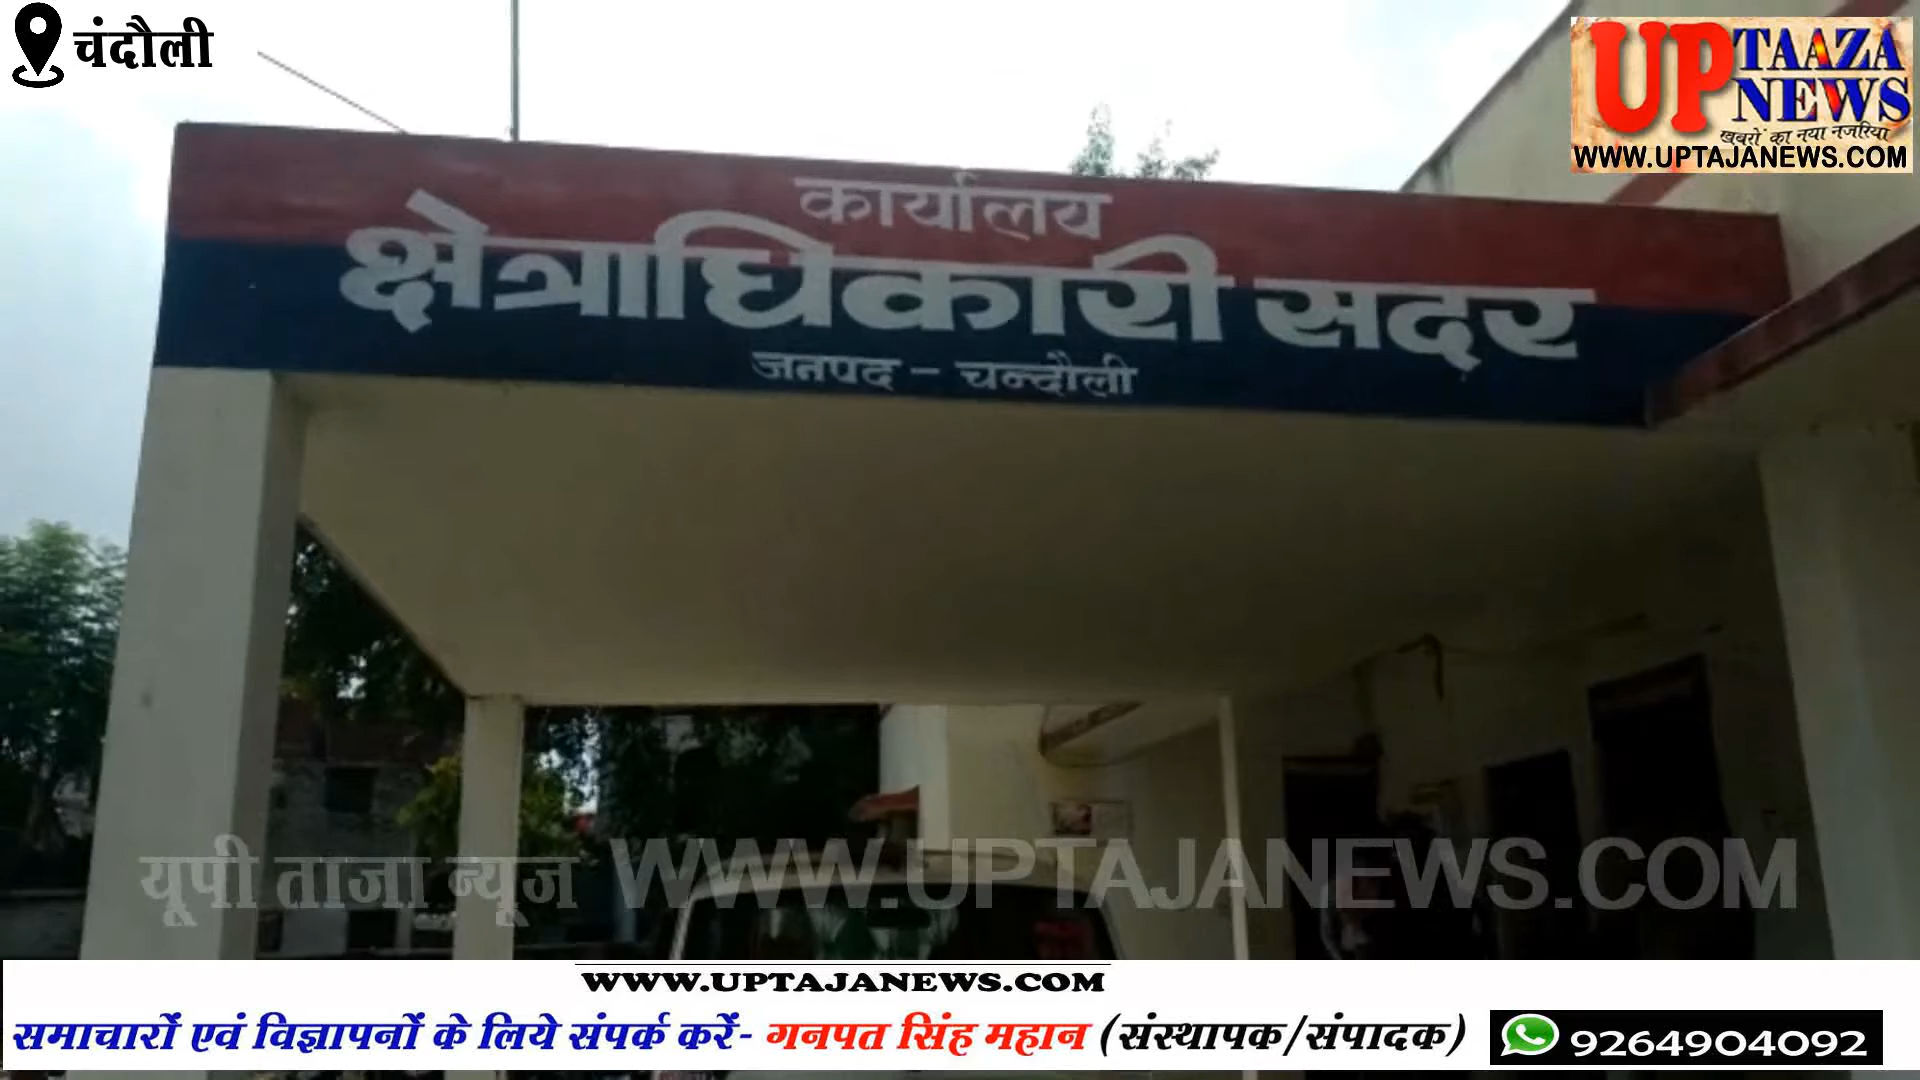 चंदौली
UP TAAZA NEWS
खबरों का नया नजरिया
WWW.UPTAJANEWS.COM
कार्यालय
क्षेत्राधिकारी सदर
जनपद - चन्दौली
यूपी ताजा न्यूज WWW.UPTAJANEWS.COM
WWW.UPTAJANEWS.COM
समाचारों एवं विज्ञापनों के लिये संपर्क करें- गनपत सिंह महान (संस्थापक/संपादक) 9264904092